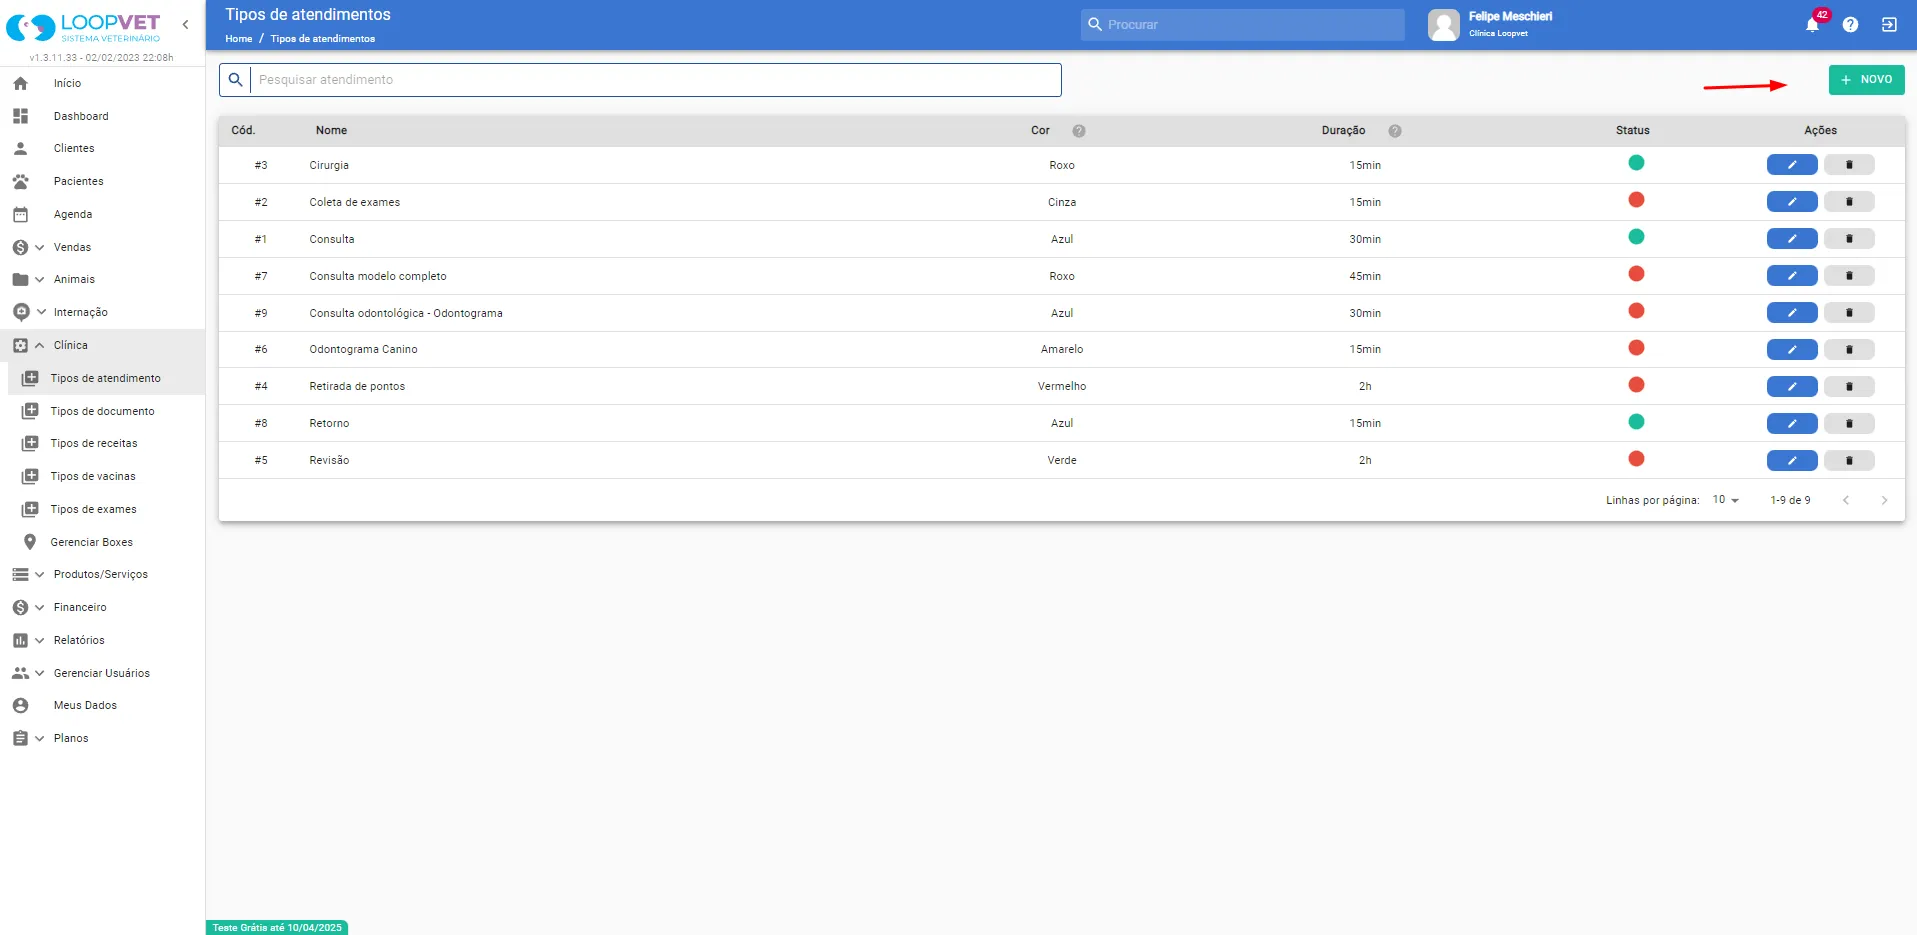 LOOPVET
SISTEMA VETERINÁRIO
v1.3.11.33 - 02/02/2023 22:08h
Início
Dashboard
Clientes
Pacientes
Agenda
Vendas
Animais
Internação
Clínica
Tipos de atendimento
Tipos de documento
Tipos de receitas
Tipos de vacinas
Tipos de exames
Gerenciar Boxes
Produtos/Serviços
Financeiro
Relatórios
Gerenciar Usuários
Meus Dados
Planos
Tipos de atendimentos
Home / Tipos de atendimentos
Procurar
Felipe Meschieri
Clínica Loopvet
42
Pesquisar atendimento
+ NOVO
Cód. Nome Cor ? Duração ? Status Ações
#3 Cirurgia Roxo 15min
#2 Coleta de exames Cinza 15min
#1 Consulta Azul 30min
#7 Consulta modelo completo Roxo 45min
#9 Consulta odontológica - Odontograma Azul 30min
#6 Odontograma Canino Amarelo 15min
#4 Retirada de pontos Vermelho 2h
#8 Retorno Azul 15min
#5 Revisão Verde 2h
Linhas por página: 10 1-9 de 9
Teste Grátis até 10/04/2025